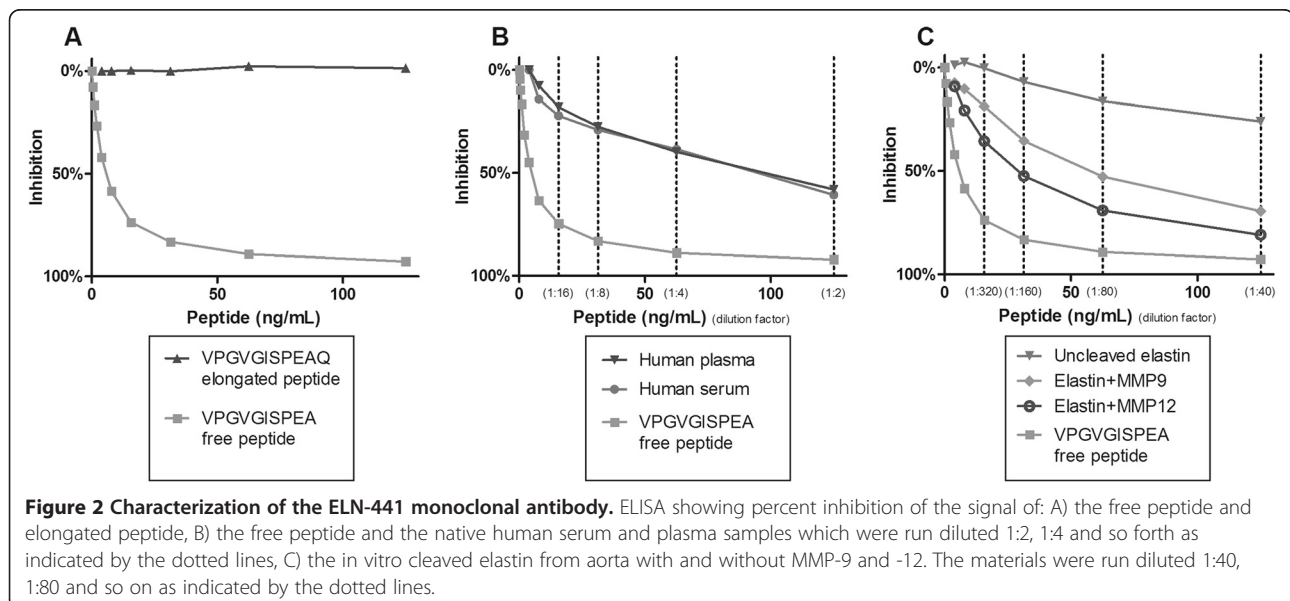 A
0%
50%
100%
Inhibition
0
50
100
Peptide (ng/mL)
VPGVGISPEAQ
elongated peptide
VPGVGISPEA
free peptide
B
0%
50%
100%
Inhibition
0
50
100
(1:16)
(1:8)
(1:4)
(1:2)
Peptide (ng/mL) (dilution factor)
Human plasma
Human serum
VPGVGISPEA
free peptide
C
0%
50%
100%
Inhibition
0
50
100
(1:320)
(1:160)
(1:80)
(1:40)
Peptide (ng/mL) (dilution factor)
Uncleaved elastin
Elastin+MMP9
Elastin+MMP12
VPGVGISPEA
free peptide
Figure 2 Characterization of the ELN-441 monoclonal antibody. ELISA showing percent inhibition of the signal of: A) the free peptide and
elongated peptide, B) the free peptide and the native human serum and plasma samples which were run diluted 1:2, 1:4 and so forth as
indicated by the dotted lines, C) the in vitro cleaved elastin from aorta with and without MMP-9 and -12. The materials were run diluted 1:40,
1:80 and so on as indicated by the dotted lines.